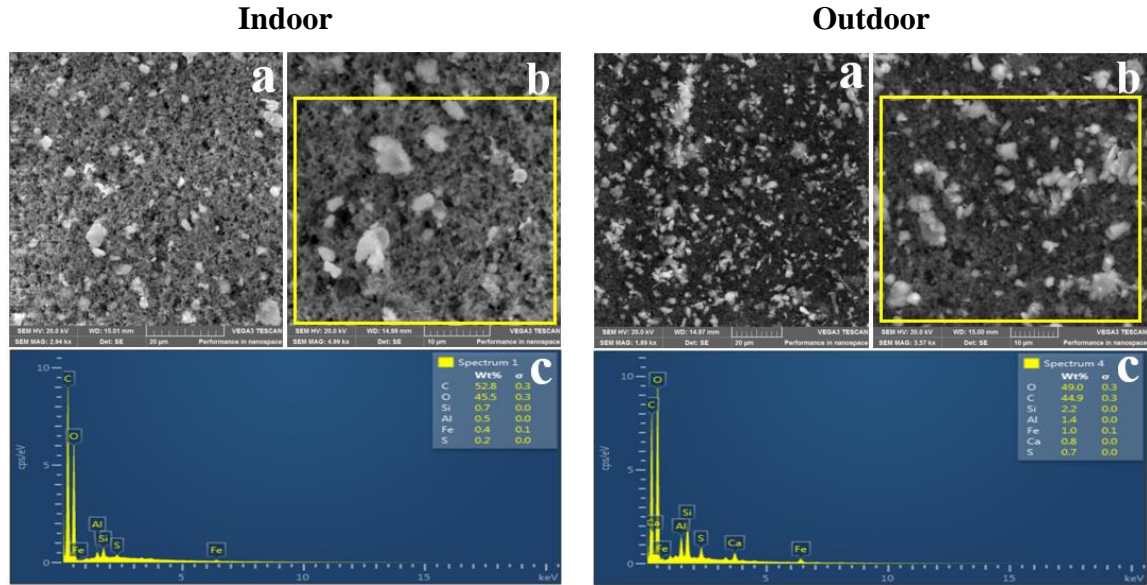 Indoor
Outdoor
a
b
SEM HV: 20.0 kV WD: 15.01 mm VEGA3 TESCAN
SEM MAG: 2.94 kx Det: SE 20 µm Performance in nanospace
SEM HV: 20.0 kV WD: 14.99 mm VEGA3 TESCAN
SEM MAG: 4.99 kx Det: SE 10 µm Performance in nanospace
a
b
SEM HV: 20.0 kV WD: 14.97 mm VEGA3 TESCAN
SEM MAG: 1.89 kx Det: SE 20 µm Performance in nanospace
SEM HV: 20.0 kV WD: 15.00 mm VEGA3 TESCAN
SEM MAG: 3.57 kx Det: SE 10 µm Performance in nanospace
c
Spectrum 1
Wt% σ
C 52.8 0.3
O 45.5 0.3
Si 0.7 0.0
Al 0.5 0.0
Fe 0.4 0.1
S 0.2 0.0
10
C
O
cps/eV
5
Al
Si
S
Fe
Fe
0
5 10 15 keV
c
Spectrum 4
Wt% σ
O 49.0 0.3
C 44.9 0.3
Si 2.2 0.0
Al 1.4 0.0
Fe 1.0 0.1
Ca 0.8 0.0
S 0.7 0.0
10
O
C
cps/eV
5
Ca
Si
Al
S
Fe
Ca
Fe
0
5 10 15 keV